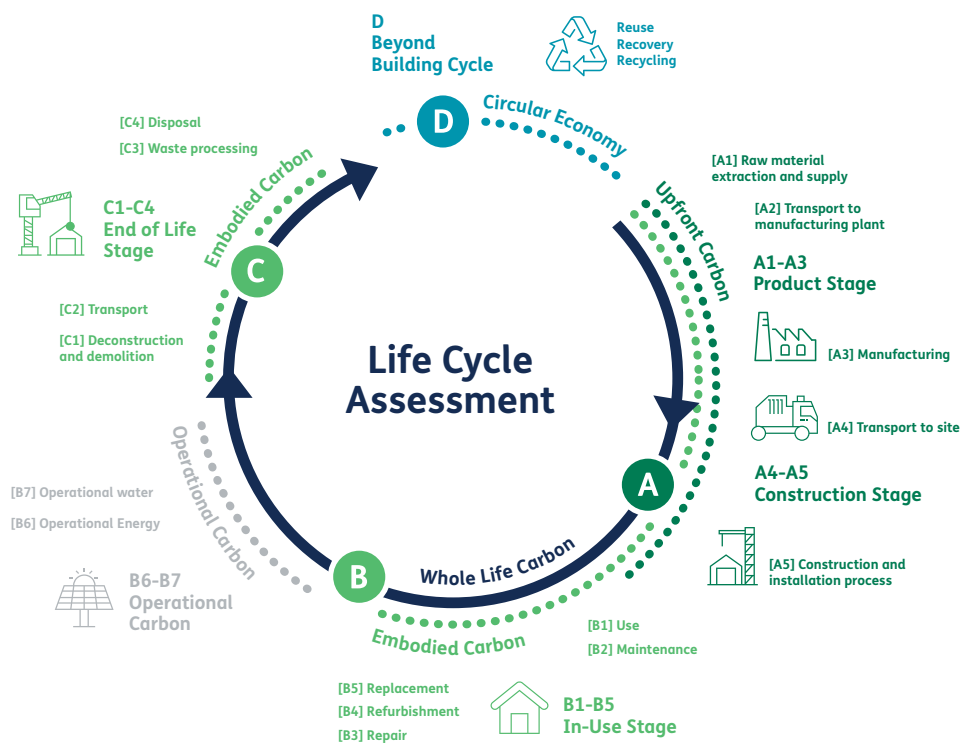 D
Beyond
Building Cycle
Reuse
Recovery
Recycling
D
Circular Economy
[A1] Raw material
extraction and supply
Upfront Carbon
[A2] Transport to
manufacturing plant
A1-A3
Product Stage
[A3] Manufacturing
[A4] Transport to site
A4-A5
Construction Stage
[A5] Construction and
installation process
A
Whole Life Carbon
Embodied Carbon
[B1] Use
[B2] Maintenance
B1-B5
In-Use Stage
[B5] Replacement
[B4] Refurbishment
[B3] Repair
B
Operational Carbon
[B7] Operational water
[B6] Operational Energy
B6-B7
Operational
Carbon
[C4] Disposal
[C3] Waste processing
Embodied Carbon
C1-C4
End of Life
Stage
C
[C2] Transport
[C1] Deconstruction
and demolition
Life Cycle
Assessment